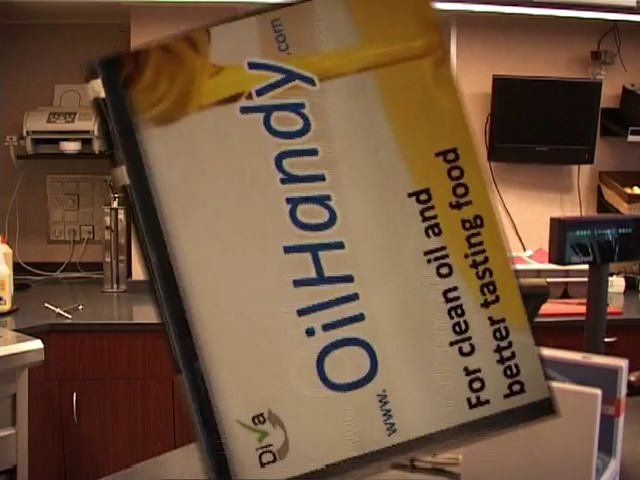 www.
OilHandy
.com
For clean oil and
better tasting food
Diva